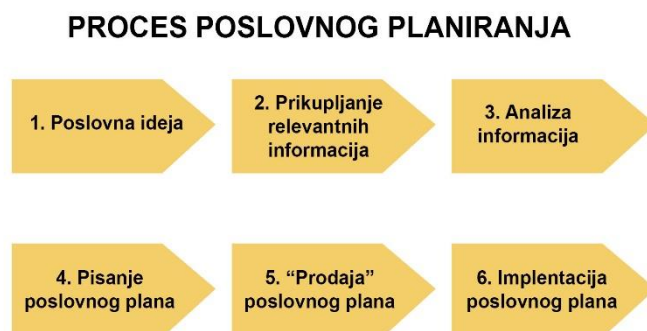 PROCES POSLOVNOG PLANIRANJA
1. Poslovna ideja
2. Prikupljanje
relevantnih
informacija
3. Analiza
informacija
4. Pisanje
poslovnog plana
5. “Prodaja”
poslovnog plana
6. Implentacija
poslovnog plana